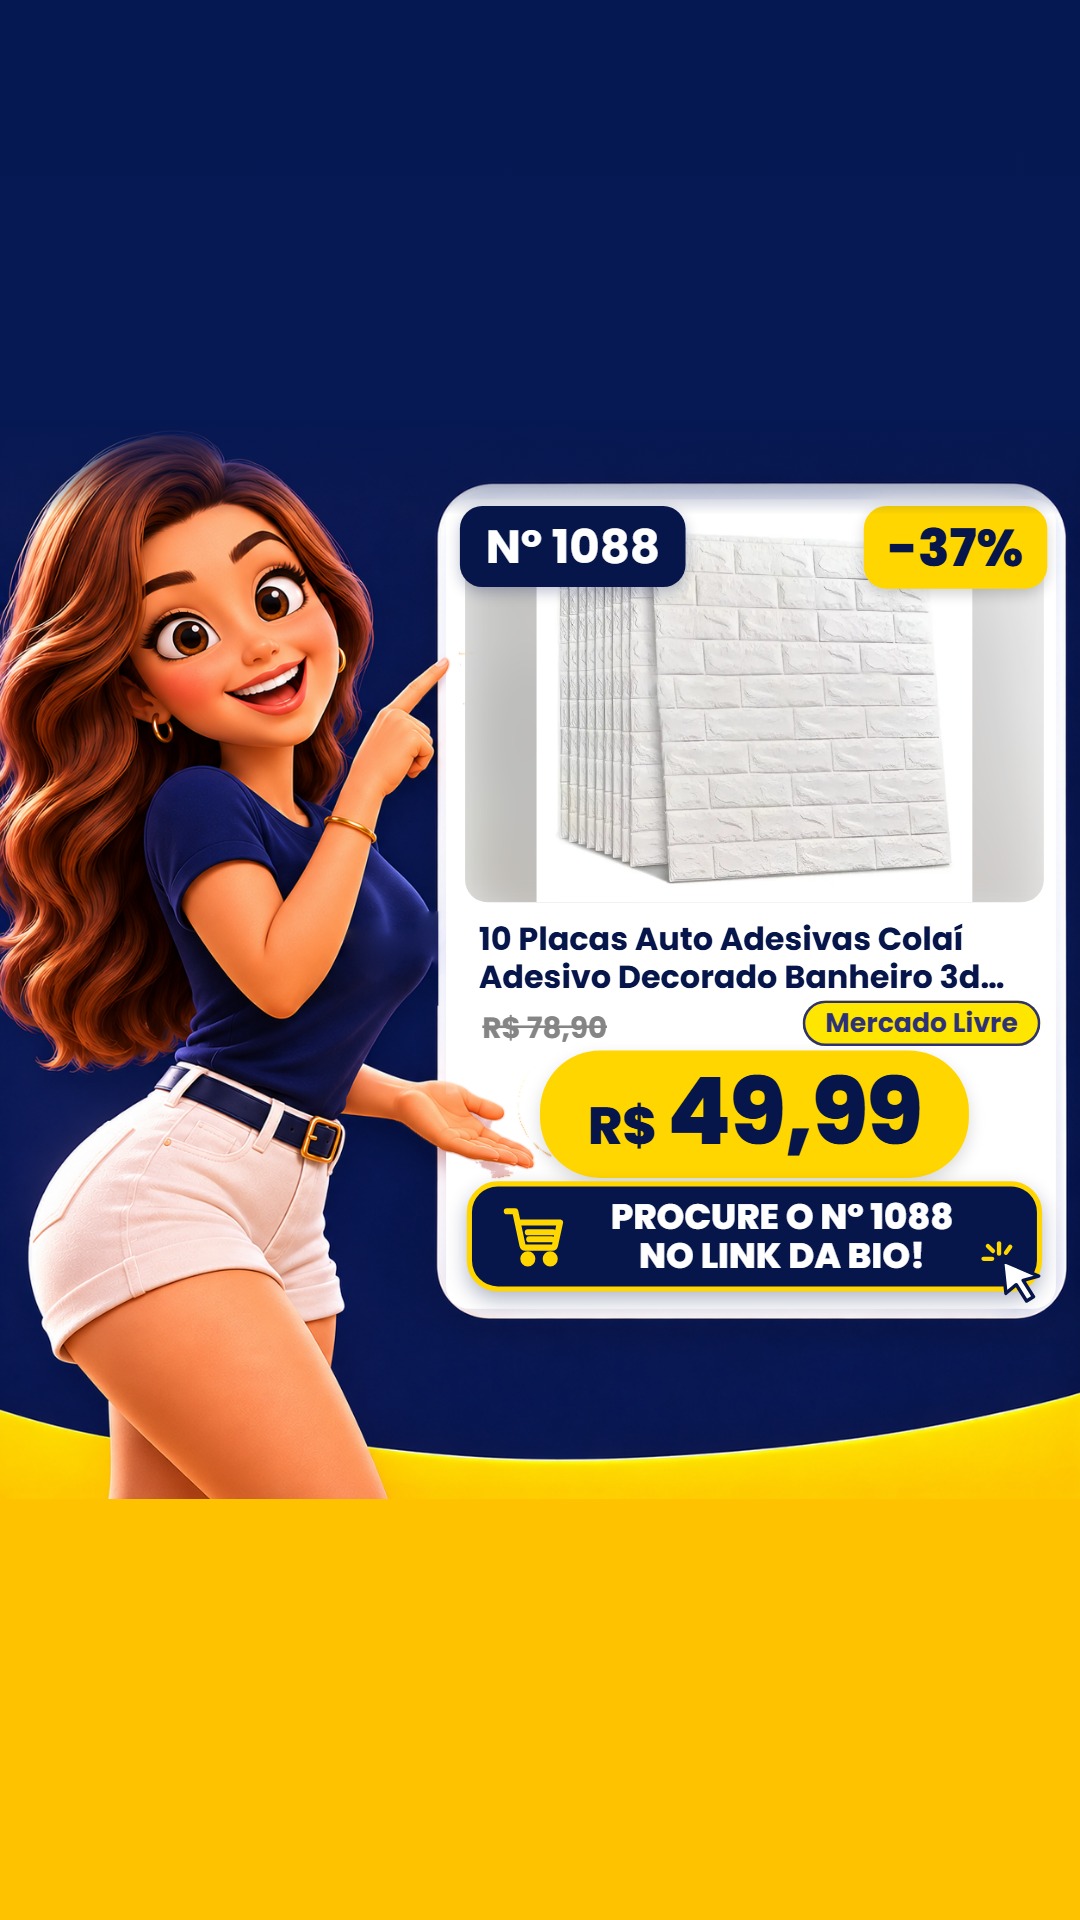 Nº 1088
-37%
10 Placas Auto Adesivas Colaí
Adesivo Decorado Banheiro 3d...
R$ 78,90
Mercado Livre
R$ 49,99
PROCURE O Nº 1088
NO LINK DA BIO!